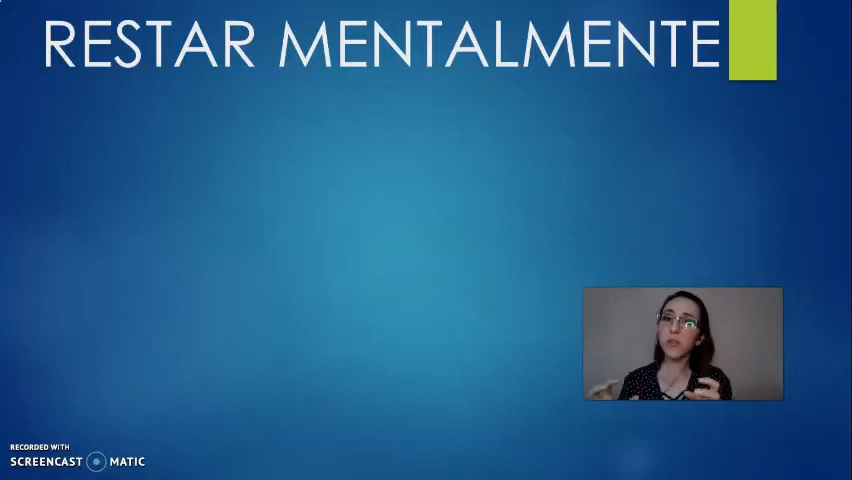 RESTAR MENTALMENTE
RECORDED WITH
SCREENCAST MATIC